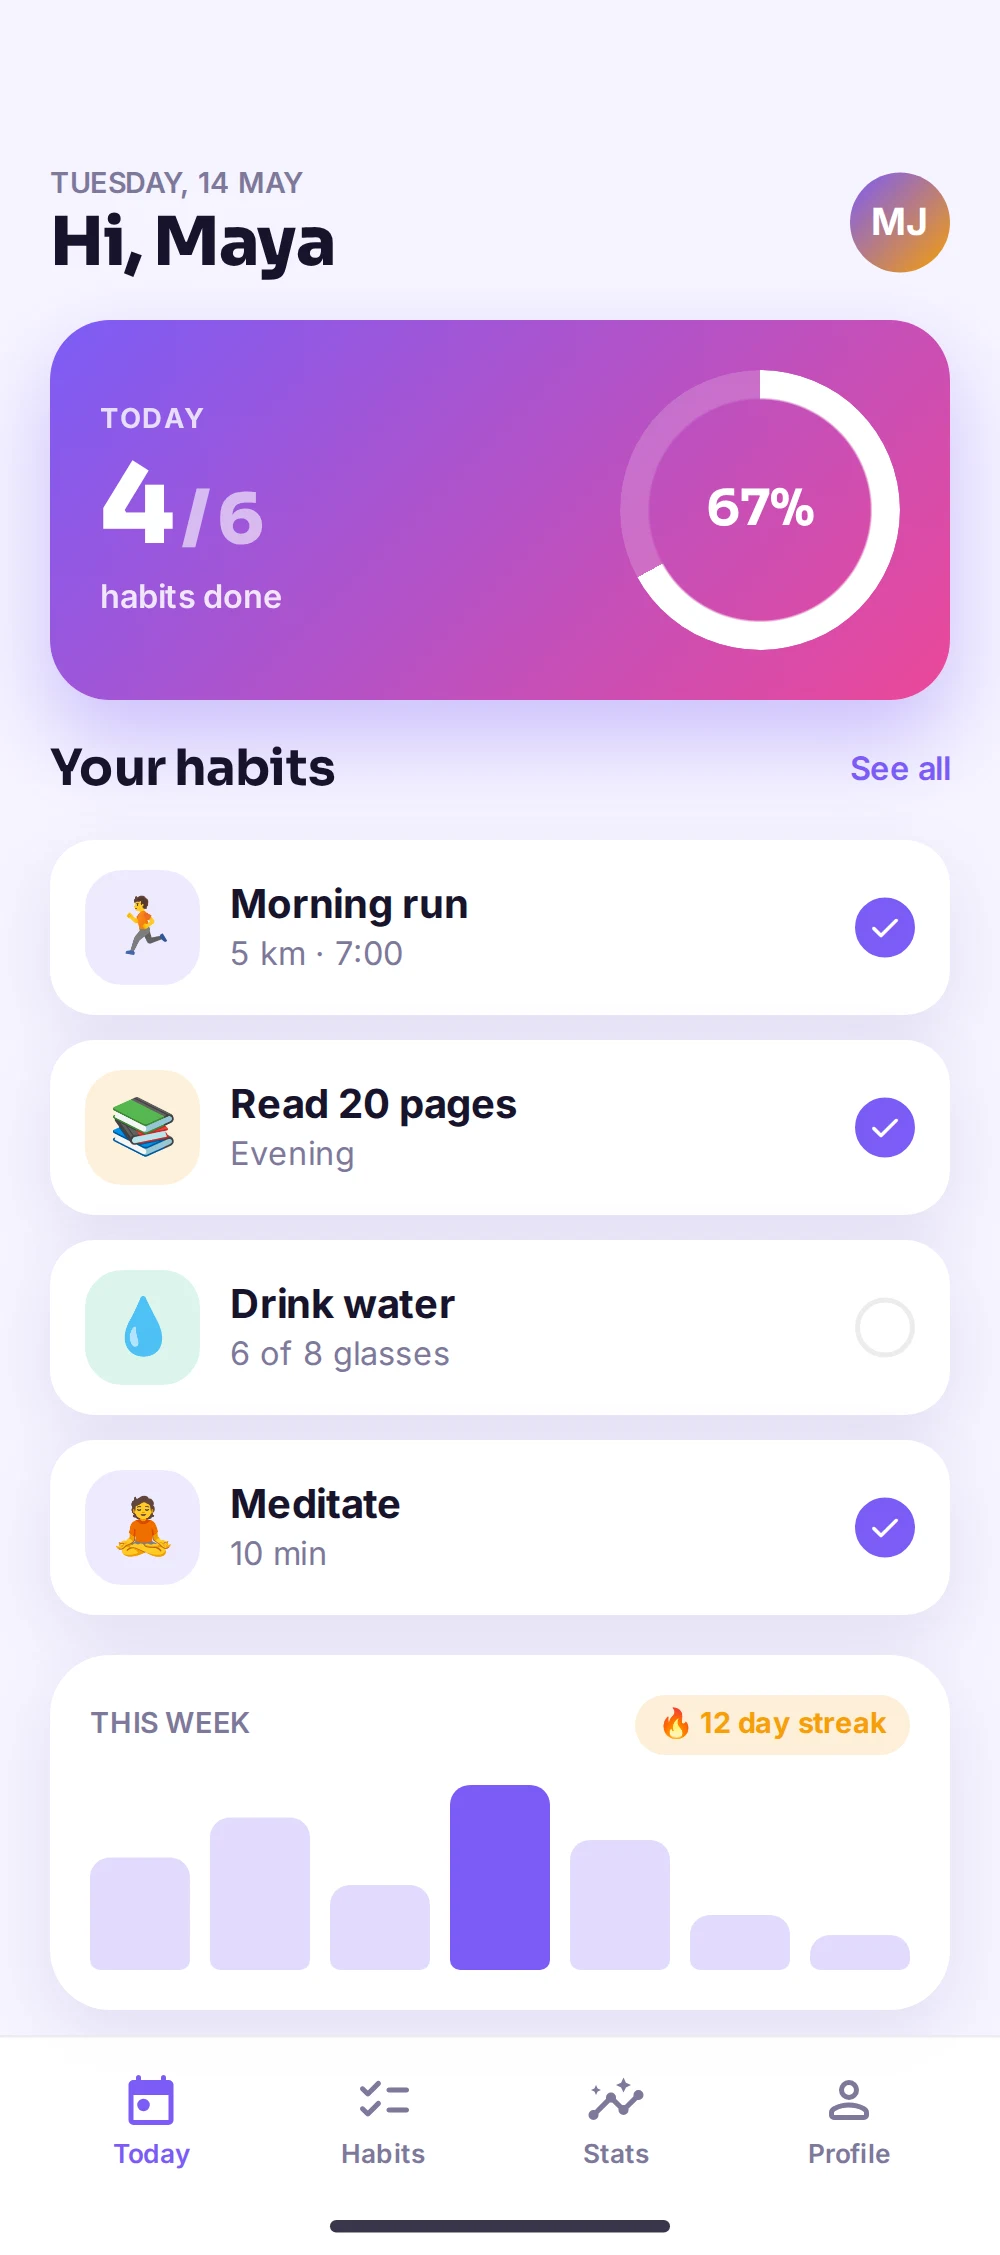 TUESDAY, 14 MAY
Hi, Maya
MJ
TODAY
4/6
habits done
67%
Your habits
See all
Morning run
5 km · 7:00
Read 20 pages
Evening
Drink water
6 of 8 glasses
Meditate
10 min
THIS WEEK
🔥 12 day streak
Today
Habits
Stats
Profile